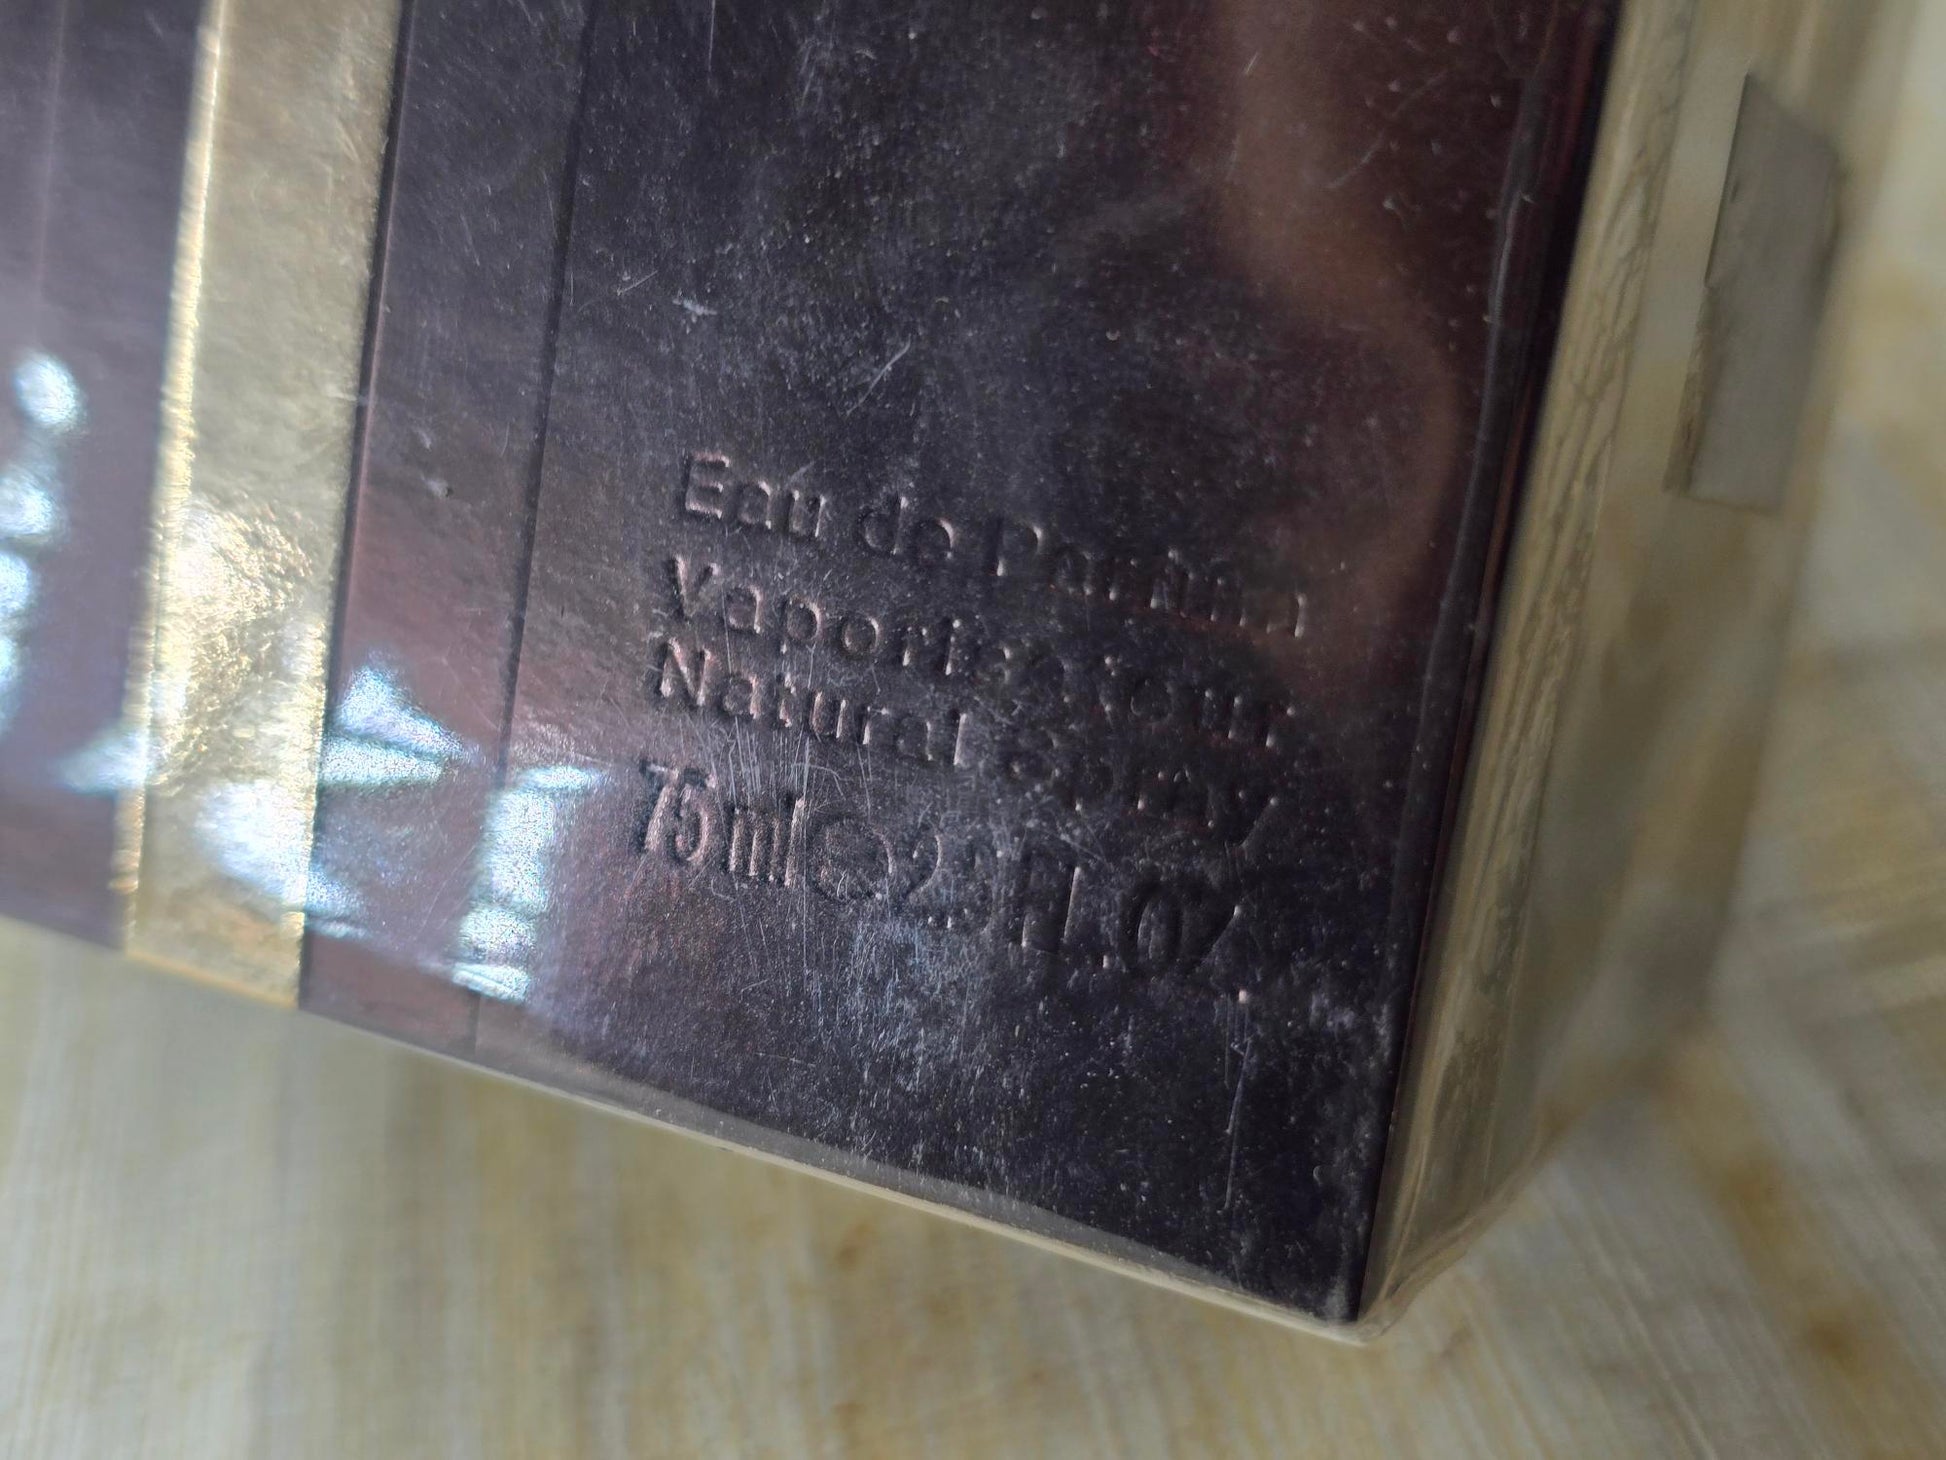 Eau de Parfum
Vaporisateur
Natural Spray
75 ml ℮ 2.5 Fl. Oz.